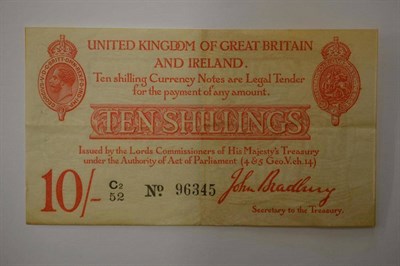 UNITED KINGDOM OF GREAT BRITAIN
AND IRELAND.
Ten shilling Currency Notes are Legal Tender
for the payment of any amount.
TEN SHILLINGS
Issued by the Lords Commissioners of His Majesty's Treasury
under the Authority of Act of Parliament (4 & 5 Geo. V. ch. 14)
10/- C2/52 No. 96345 John Bradbury
Secretary to the Treasury.